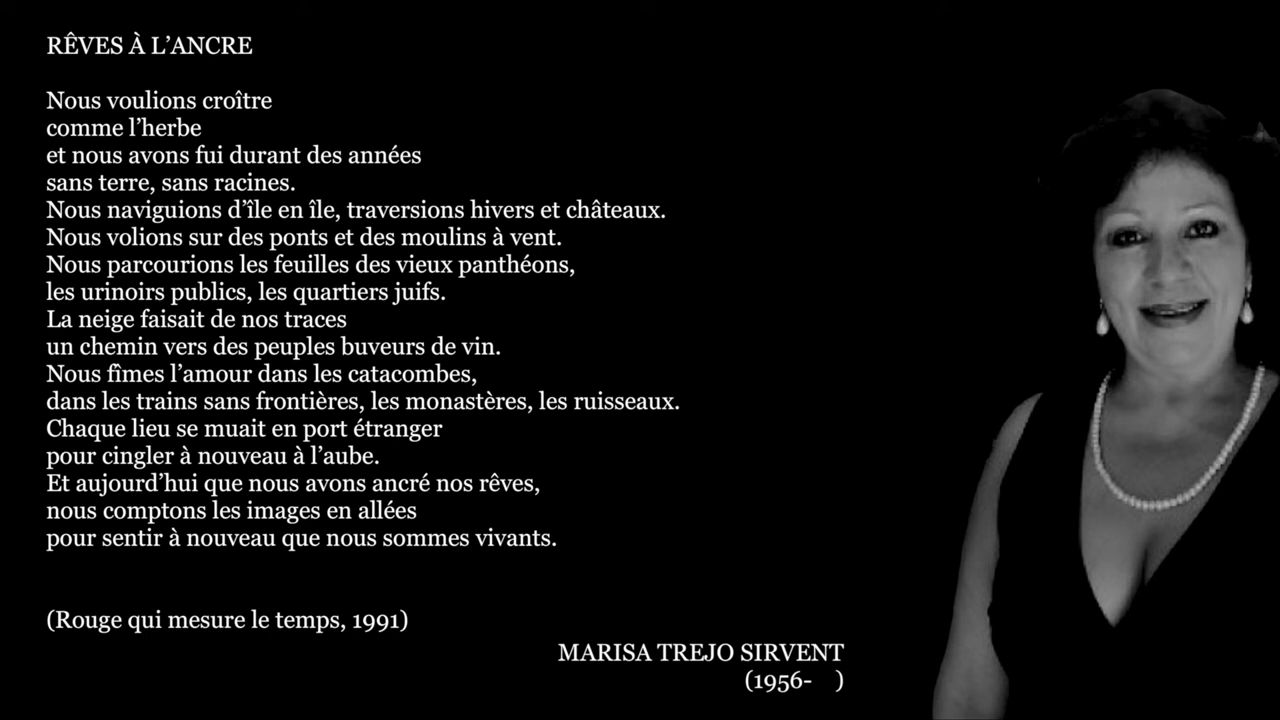 RÊVES À L’ANCRE
Nous voulions croître
comme l’herbe
et nous avons fui durant des années
sans terre, sans racines.
Nous naviguions d’île en île, traversions hivers et châteaux.
Nous volions sur des ponts et des moulins à vent.
Nous parcourions les feuilles des vieux panthéons,
les urinoirs publics, les quartiers juifs.
La neige faisait de nos traces
un chemin vers des peuples buveurs de vin.
Nous fîmes l’amour dans les catacombes,
dans les trains sans frontières, les monastères, les ruisseaux.
Chaque lieu se muait en port étranger
pour cingler à nouveau à l’aube.
Et aujourd’hui que nous avons ancré nos rêves,
nous comptons les images en allées
pour sentir à nouveau que nous sommes vivants.
(Rouge qui mesure le temps, 1991)
MARISA TREJO SIRVENT
(1956- )